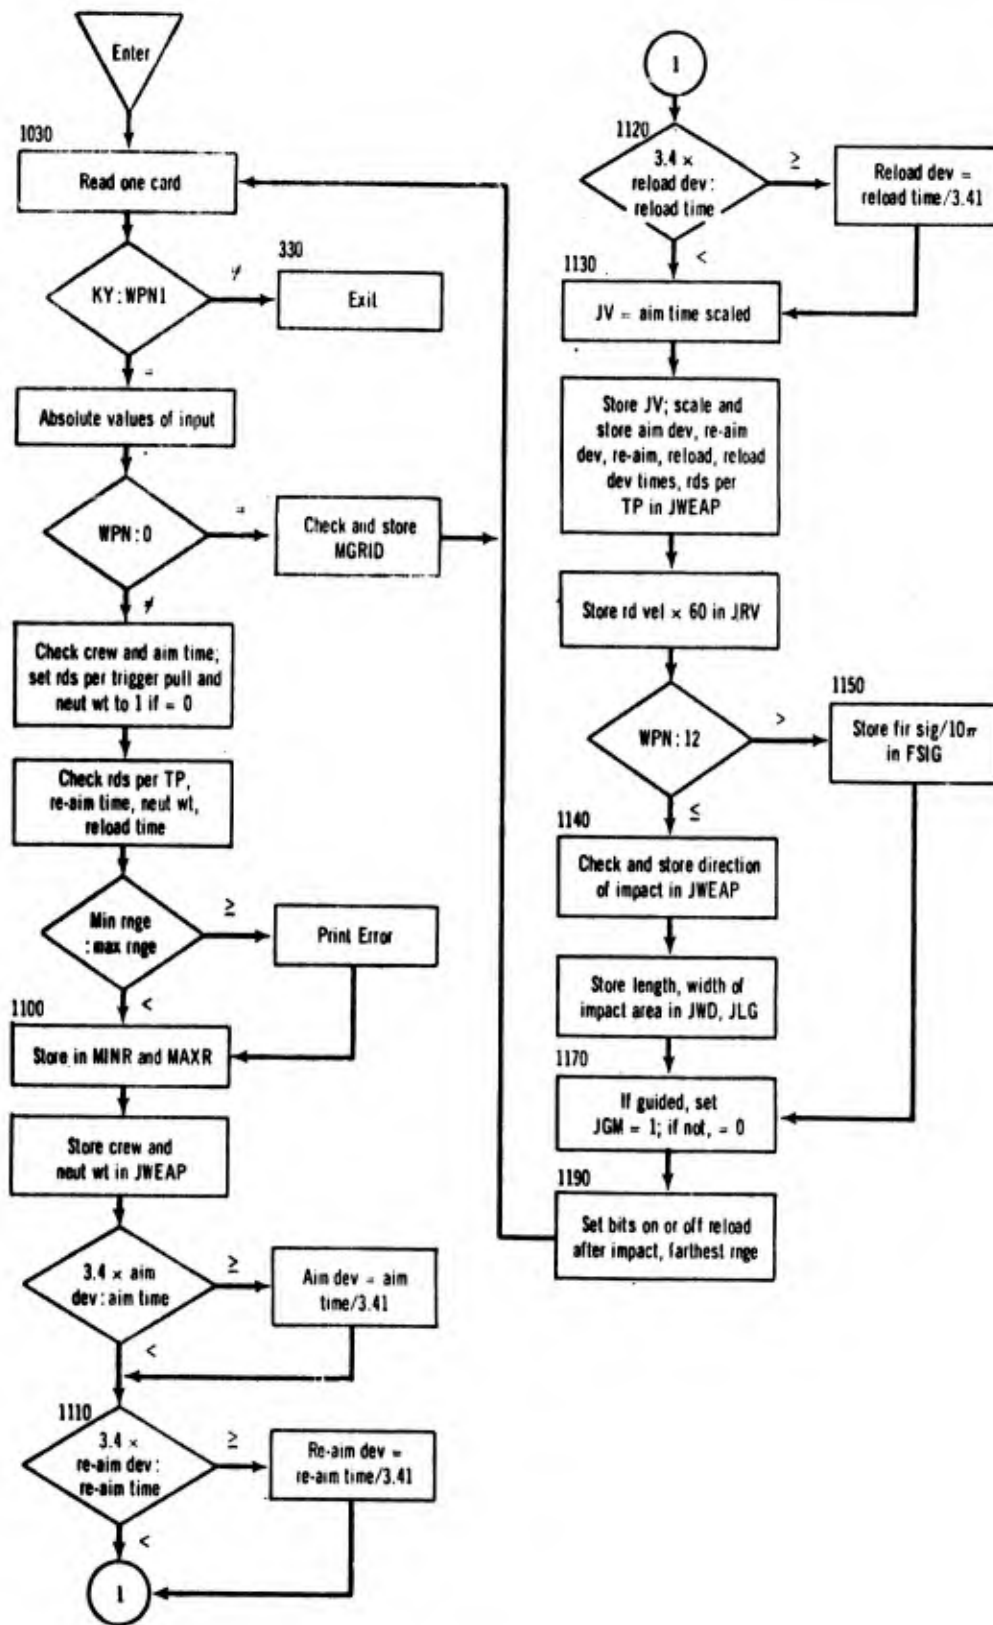 Enter
1030
Read one card
KY:WPN1
≠
330
Exit
=
Absolute values of input
WPN:0
=
Check and store
MGRID
≠
Check crew and aim time;
set rds per trigger pull and
neut wt to 1 if = 0
Check rds per TP,
re-aim time, neut wt,
reload time
Min rnge
:max rnge
≥
Print Error
<
1100
Store in MINR and MAXR
Store crew and
neut wt in JWEAP
3.4 × aim
dev:aim time
≥
Aim dev = aim
time/3.41
<
1110
3.4 ×
re-aim dev:
re-aim time
≥
Re-aim dev =
re-aim time/3.41
<
1
1
1120
3.4 ×
reload dev:
reload time
≥
Reload dev =
reload time/3.41
<
1130
JV = aim time scaled
Store JV; scale and
store aim dev, re-aim
dev, re-aim, reload, reload
dev times, rds per
TP in JWEAP
Store rd vel × 60 in JRV
WPN:12
>
1150
Store fir sig/10π
in FSIG
≤
1140
Check and store direction
of impact in JWEAP
Store length, width of
impact area in JWD, JLG
1170
If guided, set
JGM = 1; if not, = 0
1190
Set bits on or off reload
after impact, farthest rnge